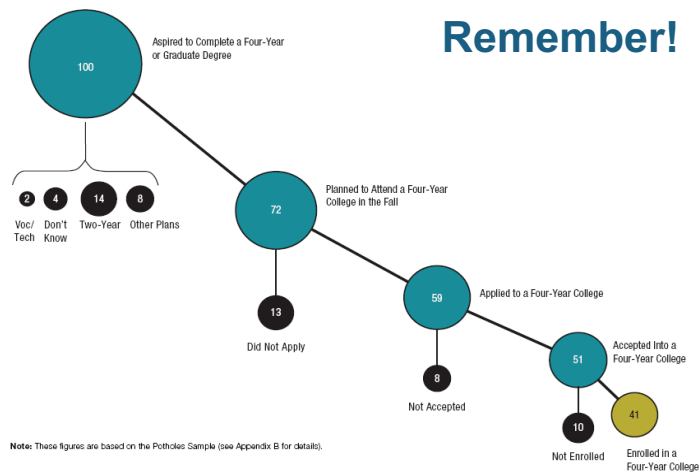 Remember!
100
Aspired to Complete a Four-Year
or Graduate Degree
2
4
14
8
Voc/
Tech
Don't
Know
Two-Year
Other Plans
72
Planned to Attend a Four-Year
College in the Fall
13
Did Not Apply
59
Applied to a Four-Year College
8
Not Accepted
51
Accepted Into a
Four-Year College
10
Not Enrolled
41
Enrolled in a
Four-Year College
Note: These figures are based on the Potholes Sample (see Appendix B for details).